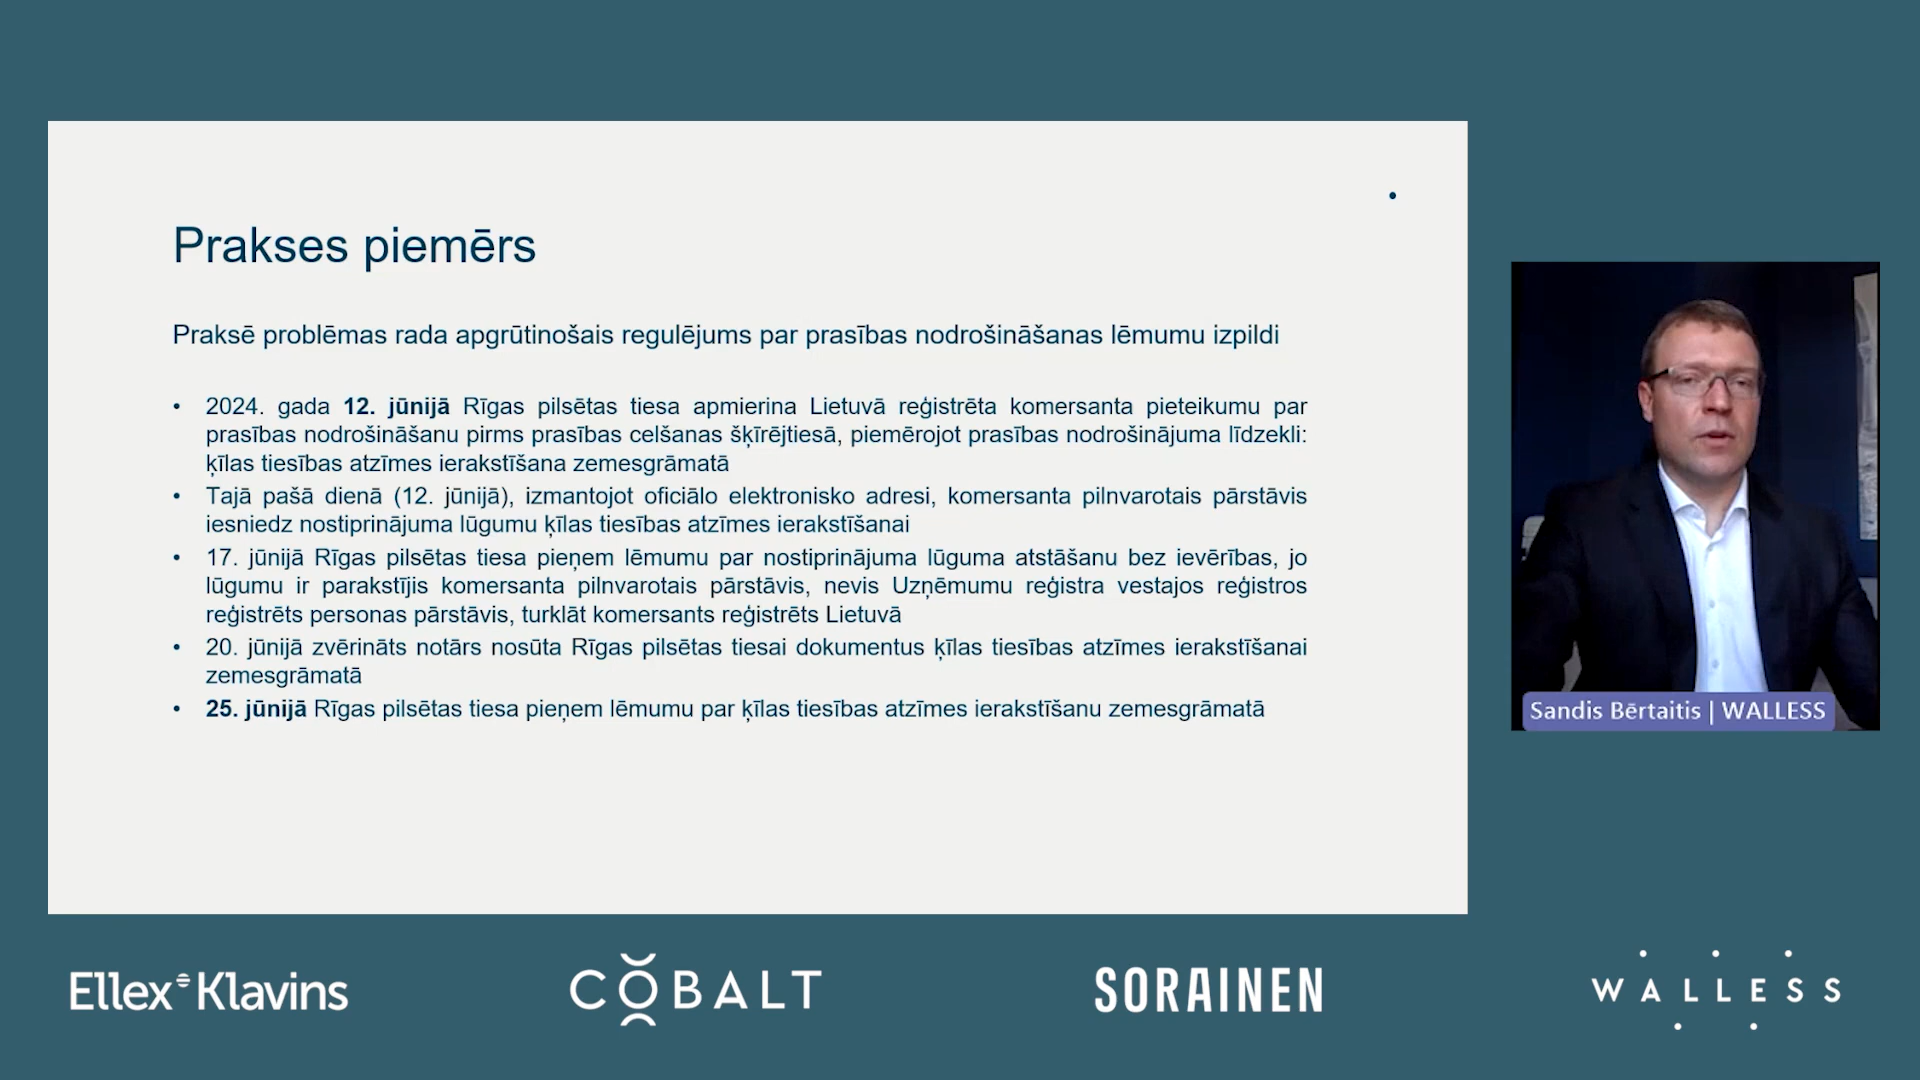 Prakses piemērs
Praksē problēmas rada apgrūtinošais regulējums par prasības nodrošināšanas lēmumu izpildi
• 2024. gada 12. jūnijā Rīgas pilsētas tiesa apmierina Lietuvā reģistrēta komersanta pieteikumu par
prasības nodrošināšanu pirms prasības celšanas šķīrējtiesā, piemērojot prasības nodrošinājuma līdzekli:
ķīlas tiesības atzīmes ierakstīšana zemesgrāmatā
• Tajā pašā dienā (12. jūnijā), izmantojot oficiālo elektronisko adresi, komersanta pilnvarotais pārstāvis
iesniedz nostiprinājuma lūgumu ķīlas tiesības atzīmes ierakstīšanai
• 17. jūnijā Rīgas pilsētas tiesa pieņem lēmumu par nostiprinājuma lūguma atstāšanu bez ievērības, jo
lūgumu ir parakstījis komersanta pilnvarotais pārstāvis, nevis Uzņēmumu reģistra vestajos reģistros
reģistrēts personas pārstāvis, turklāt komersants reģistrēts Lietuvā
• 20. jūnijā zvērināts notārs nosūta Rīgas pilsētas tiesai dokumentus ķīlas tiesības atzīmes ierakstīšanai
zemesgrāmatā
• 25. jūnijā Rīgas pilsētas tiesa pieņem lēmumu par ķīlas tiesības atzīmes ierakstīšanu zemesgrāmatā
Sandis Bērtaitis | WALLESS
Ellex Klavins
COBALT
SORAINEN
WALLESS